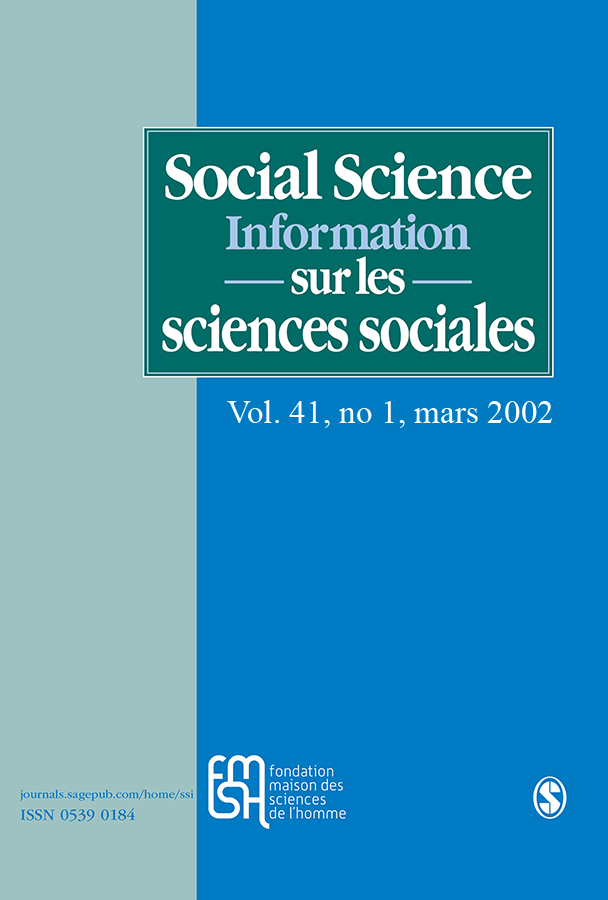 Social Science
Information
sur les
sciences sociales
Vol. 41, no 1, mars 2002
journals.sagepub.com/home/ssi
ISSN 0539 0184
fmsh
fondation
maison des
sciences
de l'homme
S